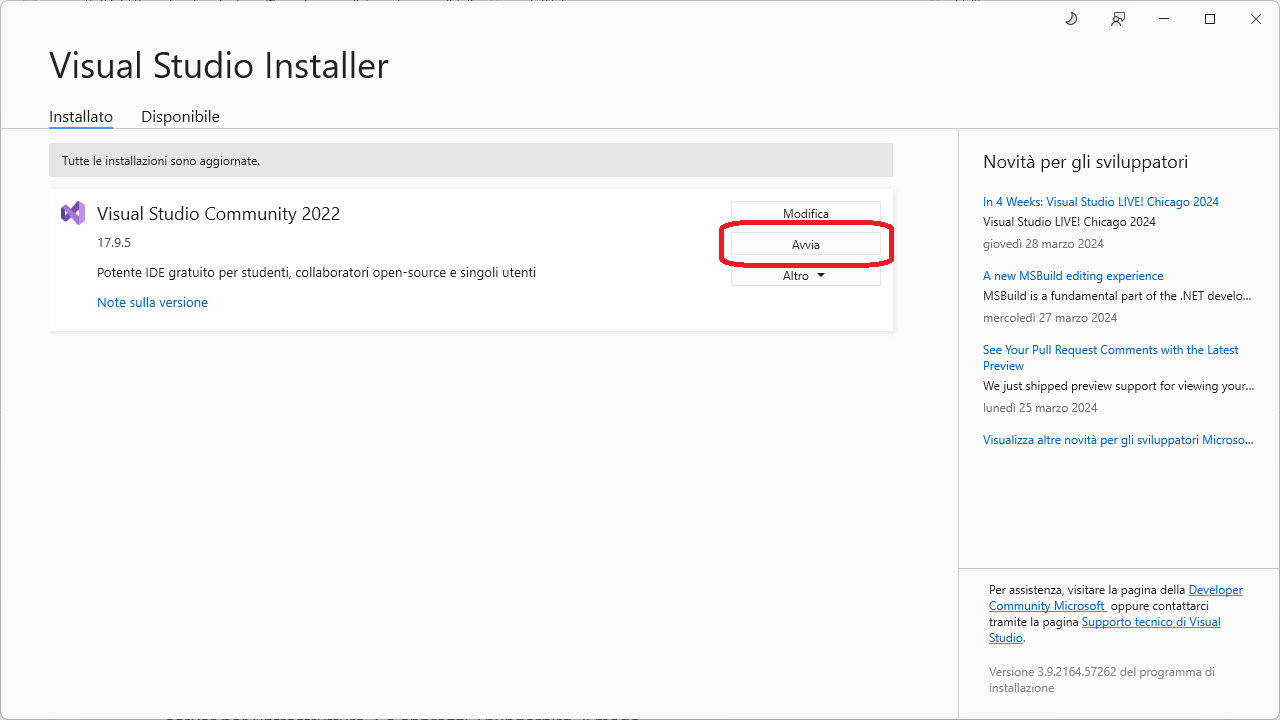 Visual Studio Installer
Installato
Disponibile
Tutte le installazioni sono aggiornate.
Visual Studio Community 2022
17.9.5
Potente IDE gratuito per studenti, collaboratori open-source e singoli utenti
Note sulla versione
Modifica
Avvia
Altro
Novità per gli sviluppatori
In 4 Weeks: Visual Studio LIVE! Chicago 2024
Visual Studio LIVE! Chicago 2024
giovedì 28 marzo 2024
A new MSBuild editing experience
MSBuild is a fundamental part of the .NET develo...
mercoledì 27 marzo 2024
See Your Pull Request Comments with the Latest
Preview
We just shipped preview support for viewing your...
lunedì 25 marzo 2024
Visualizza altre novità per gli sviluppatori Microso...
Per assistenza, visitare la pagina della Developer
Community Microsoft oppure contattarci
tramite la pagina Supporto tecnico di Visual
Studio.
Versione 3.9.2164.57262 del programma di
installazione